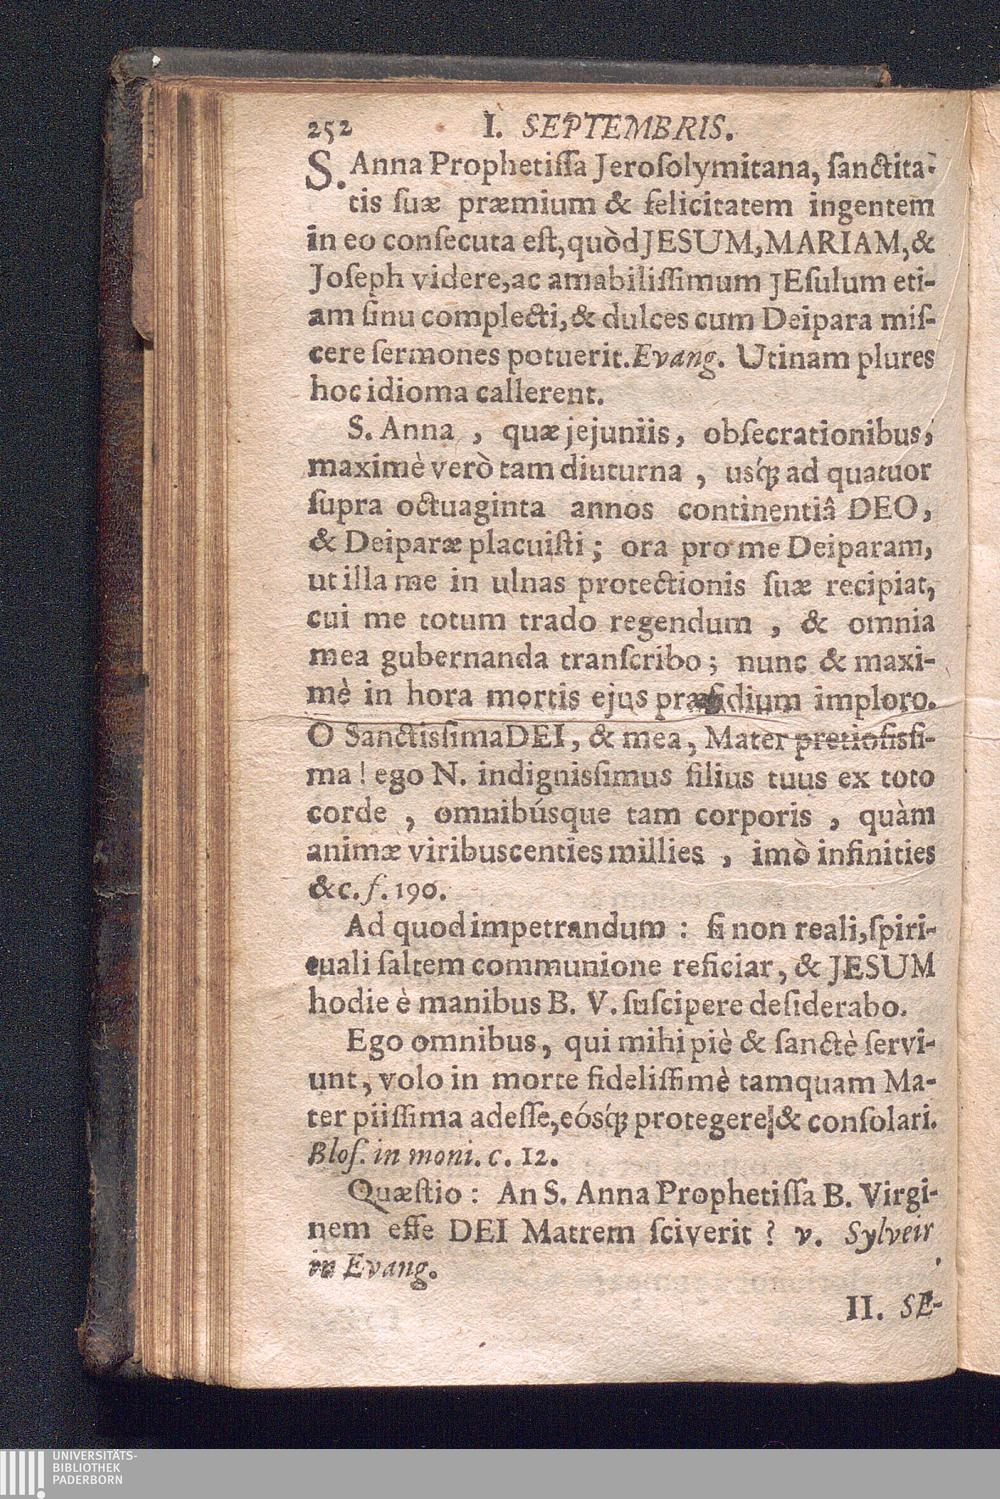 252 I. SEPTEMBRIS.
S. Anna Prophetiſſa Jeroſolymitana, ſanctita-
tis ſuæ præmium & felicitatem ingentem
in eo conſecuta eſt, quòd JESUM, MARIAM, &
Joſeph videre, ac amabiliſſimum JEſulum eti-
am ſinu complecti, & dulces cum Deipara miſ-
cere ſermones potuerit. Evang. Utinam plures
hoc idioma callerent.
S. Anna , quæ jejuniis, obſecrationibus,
maximè verò tam diuturna , uſq́ꝫ ad quatuor
ſupra octuaginta annos continentiâ DEO,
& Deiparæ placuiſti ; ora pro me Deiparam,
ut illa me in ulnas protectionis ſuæ recipiat,
cui me totum trado regendum , & omnia
mea gubernanda tranſcribo ; nunc & maxi-
mè in hora mortis ejus præſidium imploro.
O Sanctisſima DEI, & mea, Mater pretioſisſi-
ma ! ego N. indignisſimus filius tuus ex toto
corde , omnibúsque tam corporis , quàm
animæ viribus centies millies , imò infinities
&c. f. 190.
Ad quod impetrandum : ſi non reali, ſpiri-
tuali ſaltem communione reficiar, & JESUM
hodie è manibus B. V. ſuſcipere deſiderabo.
Ego omnibus, qui mihi piè & ſanctè ſervi-
unt, volo in morte fideliſſimè tamquam Ma-
ter piiſſima adeſſe, eósq́ꝫ protegere & conſolari.
Bloſ. in moni. c. 12.
Quæſtio : An S. Anna Prophetiſſa B. Virgi-
nem eſſe DEI Matrem ſciverit ? v. Sylveir
in Evang.
II. SE-
UNIVERSITÄTS-
BIBLIOTHEK
PADERBORN